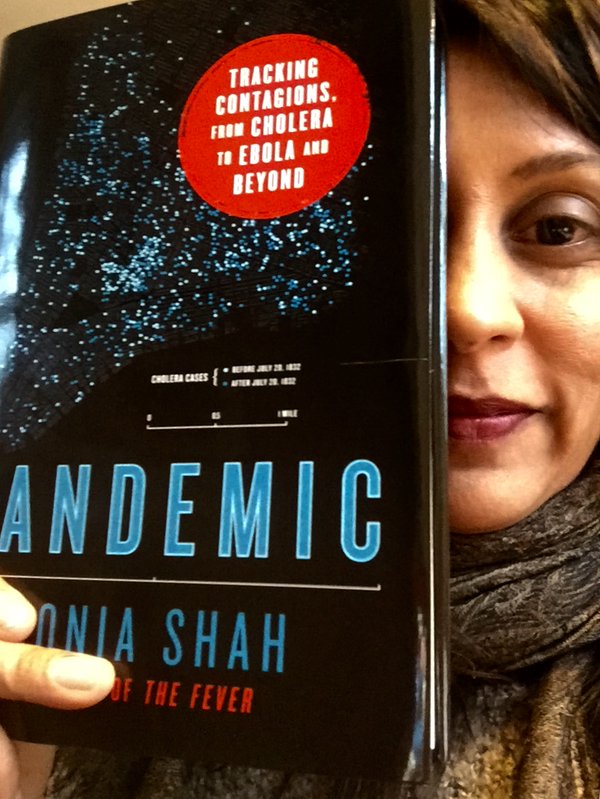 TRACKING
CONTAGIONS,
FROM CHOLERA
TO EBOLA AND
BEYOND
CHOLERA CASES { • BEFORE JULY 20, 1832
• AFTER JULY 20, 1832
0 0.5 1 MILE
ANDEMIC
ONIA SHAH
OF THE FEVER